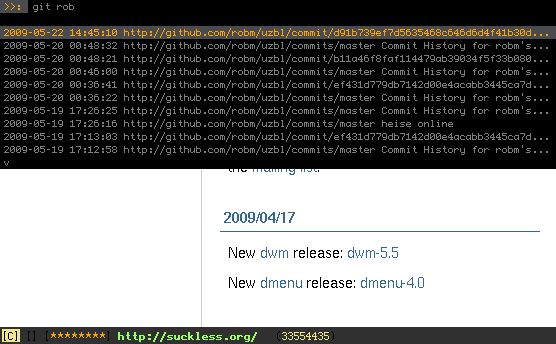 >>: git rob
2009-05-22 14:45:10 http://github.com/robm/uzbl/commit/d91b739ef7d5635468c646d6d4f41b30d...
2009-05-20 00:48:32 http://github.com/robm/uzbl/commits/master Commit History for robm's...
2009-05-20 00:48:21 http://github.com/robm/uzbl/commit/b11a46f8faf114479ab39034f5f33b080...
2009-05-20 00:46:00 http://github.com/robm/uzbl/commits/master Commit History for robm's...
2009-05-20 00:36:41 http://github.com/robm/uzbl/commit/ef431d779db7142d00e4acabb3445ca7d...
2009-05-20 00:36:22 http://github.com/robm/uzbl/commits/master Commit History for robm's...
2009-05-19 17:26:25 http://github.com/robm/uzbl/commits/master Commit History for robm's...
2009-05-19 17:26:16 http://github.com/robm/uzbl/commits/master heise online
2009-05-19 17:13:03 http://github.com/robm/uzbl/commit/ef431d779db7142d00e4acabb3445ca7d...
2009-05-19 17:12:58 http://github.com/robm/uzbl/commits/master Commit History for robm's...
v
the mailing list.
2009/04/17
New dwm release: dwm-5.5
New dmenu release: dmenu-4.0
[C] [] [********] http://suckless.org/ (33554435)